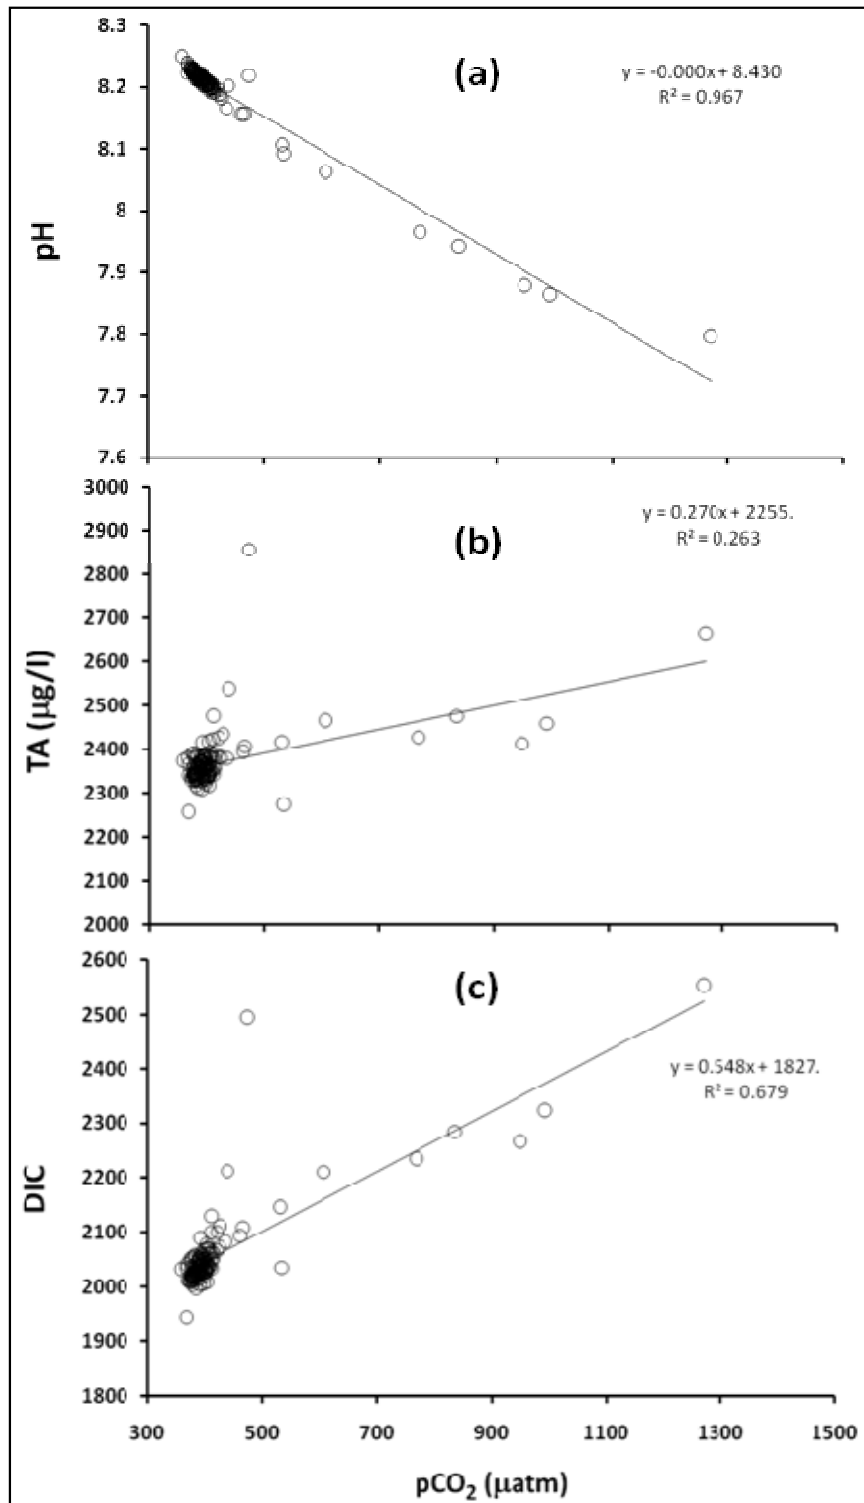 8.3
8.2
8.1
8
7.9
7.8
7.7
7.6
pH
(a)
y = -0.000x + 8.430
R² = 0.967
3000
2900
2800
2700
2600
2500
2400
2300
2200
2100
2000
TA (µg/l)
(b)
y = 0.270x + 2255.
R² = 0.263
2600
2500
2400
2300
2200
2100
2000
1900
1800
DIC
(c)
y = 0.548x + 1827.
R² = 0.679
300 500 700 900 1100 1300 1500
pCO₂ (µatm)